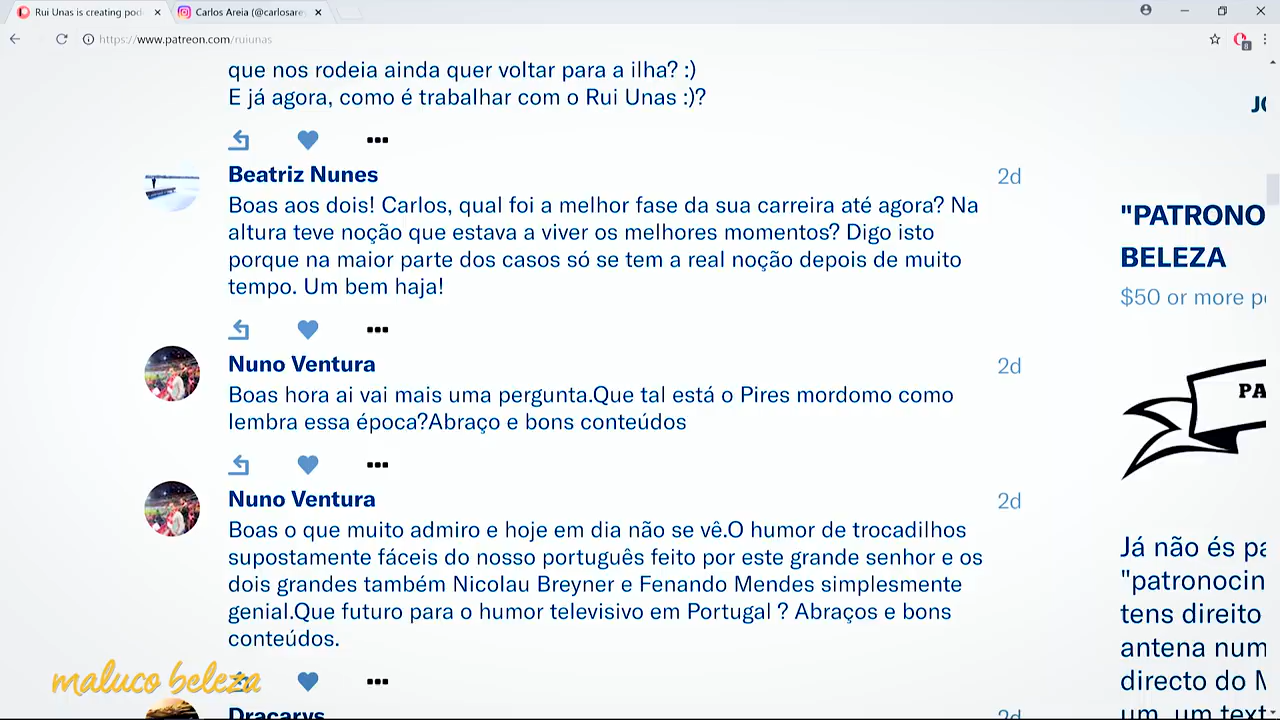 Rui Unas is creating pod
Carlos Areia (@carlosare
https://www.patreon.com/ruiunas
que nos rodeia ainda quer voltar para a ilha? :)
E já agora, como é trabalhar com o Rui Unas :)?
Beatriz Nunes
2d
Boas aos dois! Carlos, qual foi a melhor fase da sua carreira até agora? Na
altura teve noção que estava a viver os melhores momentos? Digo isto
porque na maior parte dos casos só se tem a real noção depois de muito
tempo. Um bem haja!
Nuno Ventura
2d
Boas hora ai vai mais uma pergunta.Que tal está o Pires mordomo como
lembra essa época?Abraço e bons conteúdos
Nuno Ventura
2d
Boas o que muito admiro e hoje em dia não se vê.O humor de trocadilhos
supostamente fáceis do nosso português feito por este grande senhor e os
dois grandes também Nicolau Breyner e Fenando Mendes simplesmente
genial.Que futuro para o humor televisivo em Portugal ? Abraços e bons
conteúdos.
Dracarys
2d
JO
"PATRONO
BELEZA
$50 or more pe
PA
Já não és pa
"patronocin
tens direito
antena num
directo do M
um, um text
maluco beleza